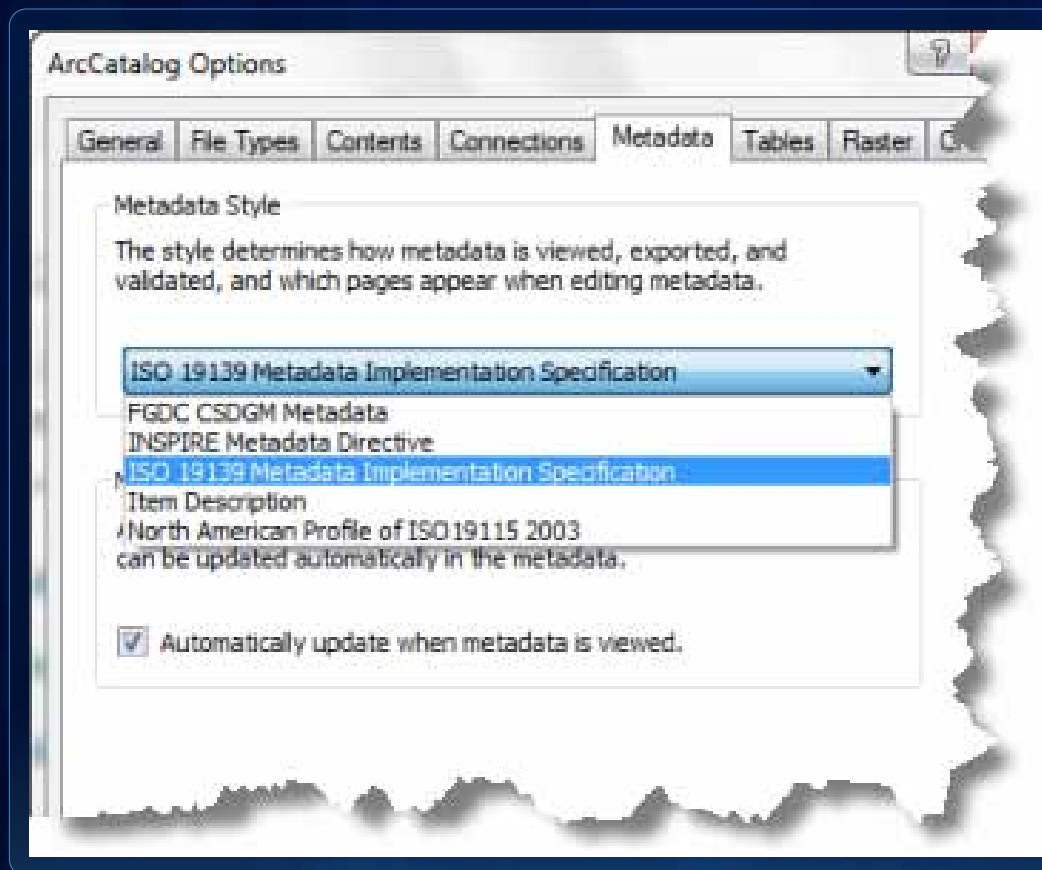 ArcCatalog Options
General File Types Contents Connections Metadata Tables Raster
Metadata Style
The style determines how metadata is viewed, exported, and
validated, and which pages appear when editing metadata.
ISO 19139 Metadata Implementation Specification
FGDC CSDGM Metadata
INSPIRE Metadata Directive
ISO 19139 Metadata Implementation Specification
Item Description
North American Profile of ISO19115 2003
can be updated automatically in the metadata.
Automatically update when metadata is viewed.